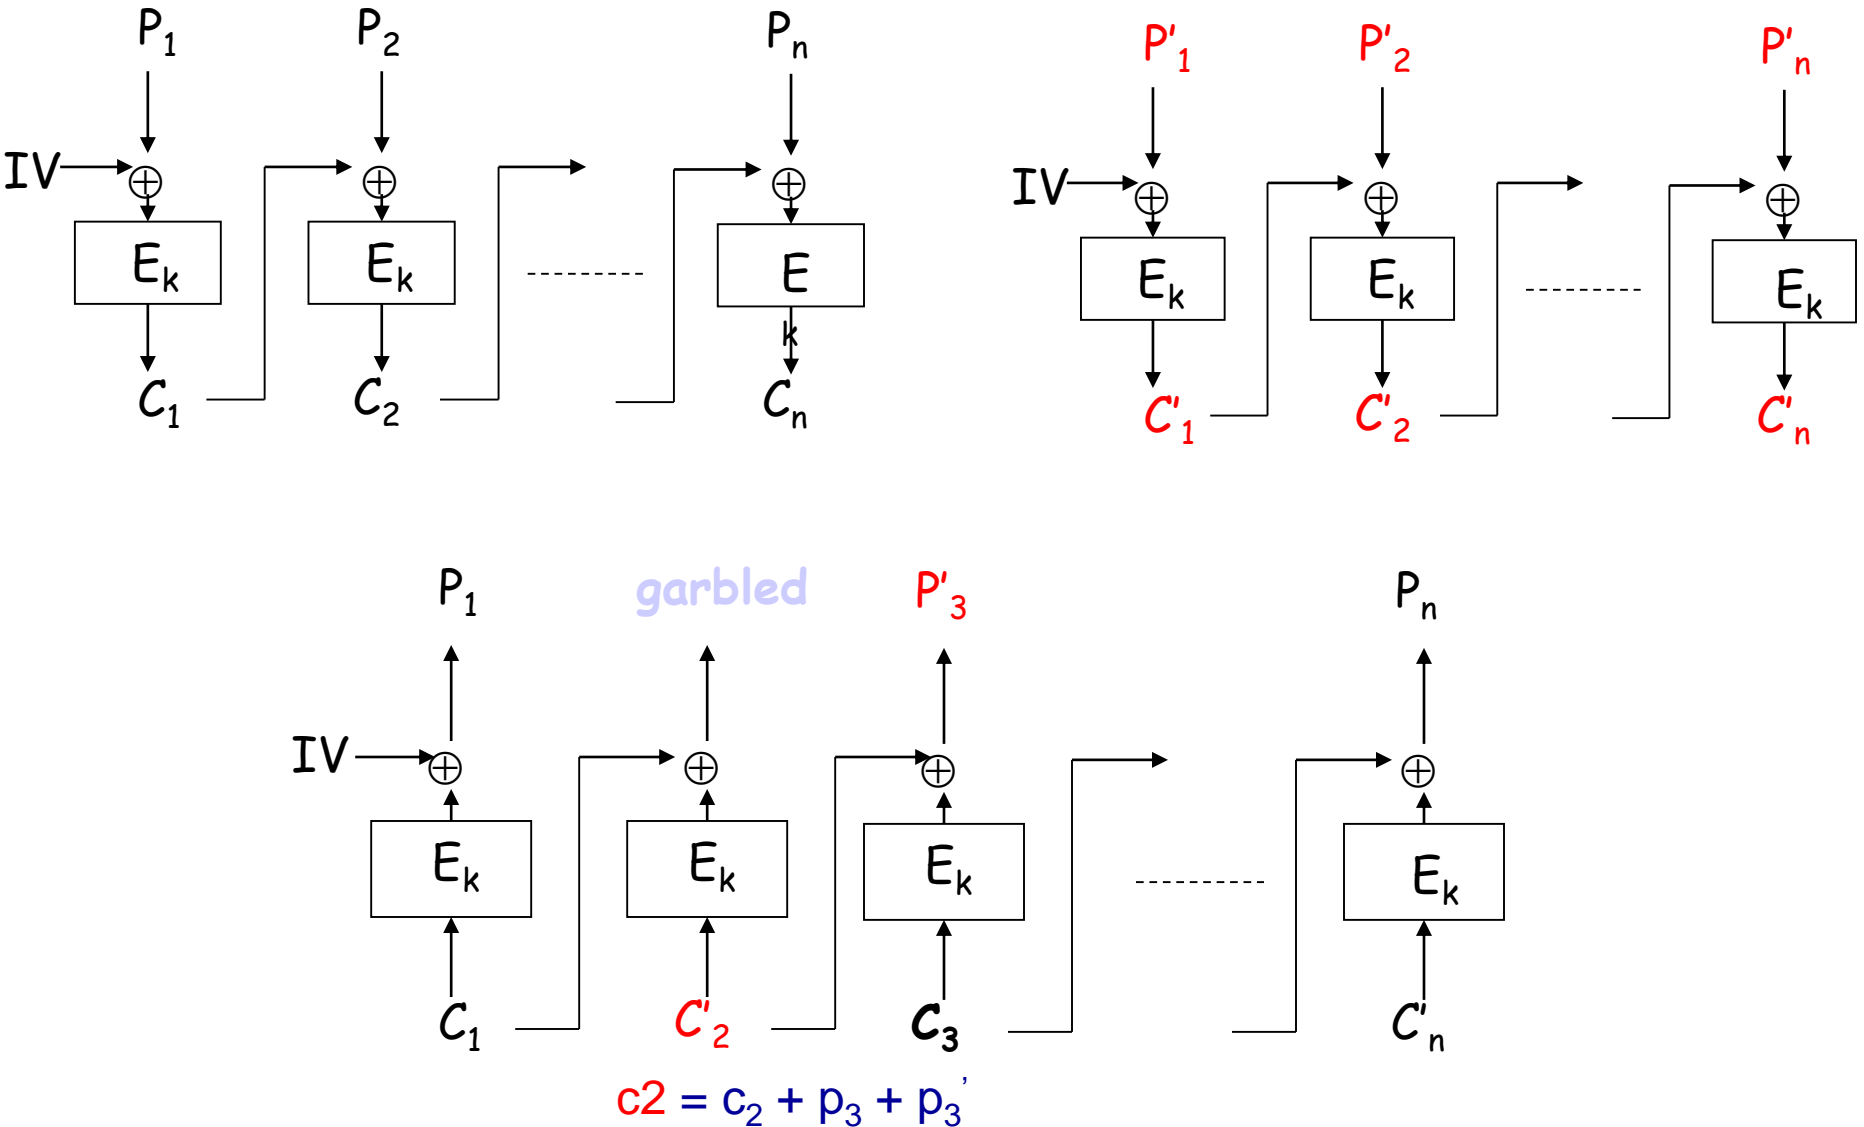 P₁ P₂ Pₙ
IV
Eₖ Eₖ E
k
C₁ C₂ Cₙ
P'₁ P'₂ P'ₙ
IV
Eₖ Eₖ Eₖ
C'₁ C'₂ C'ₙ
P₁ garbled P'₃ Pₙ
IV
Eₖ Eₖ Eₖ Eₖ
C₁ C'₂ C₃ C'ₙ
c2 = c₂ + p₃ + p₃'